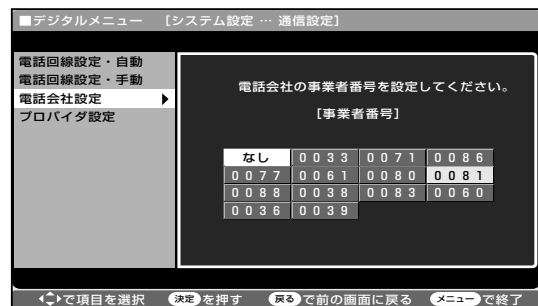 ■デジタルメニュー [システム設定 … 通信設定]
電話回線設定・自動
電話回線設定・手動
電話会社設定
プロバイダ設定
電話会社の事業者番号を設定してください。
[事業者番号]
なし 0033 0071 0086
0077 0061 0080 0081
0088 0038 0083 0060
0036 0039
で項目を選択 決定を押す 戻るで前の画面に戻る メニューで終了